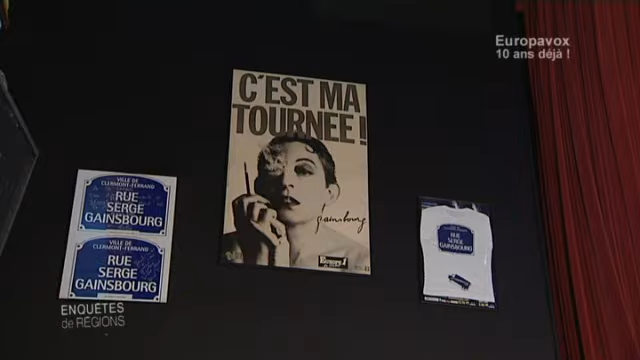 Europavox
10 ans déjà !
C'EST MA
TOURNEE !
gainsbourg
VILLE DE
CLERMONT-FERRAND
RUE
SERGE
GAINSBOURG
VILLE DE
CLERMONT-FERRAND
RUE
SERGE
GAINSBOURG
RUE
SERGE
GAINSBOURG
ENQUÊTES
de RÉGIONS